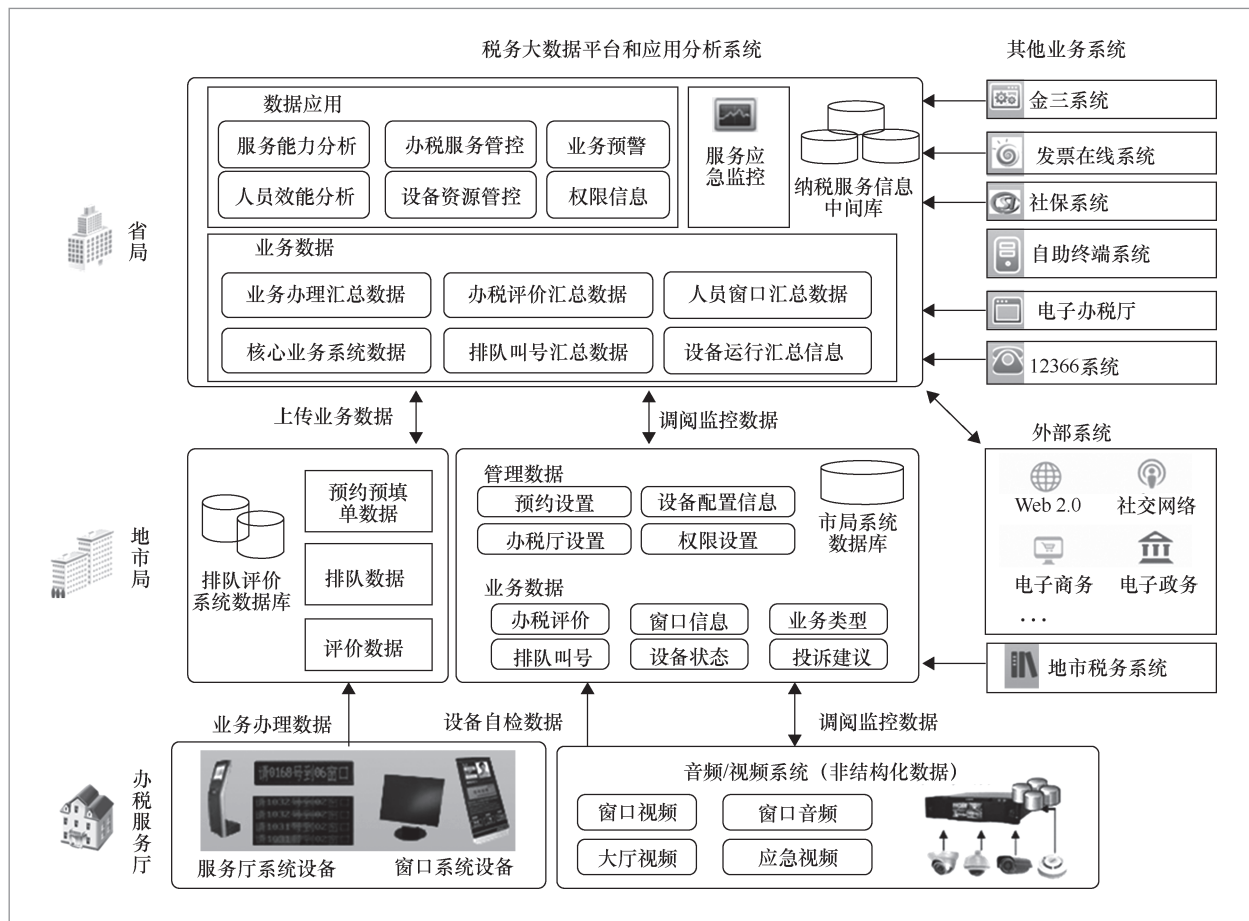 税务大数据平台和应用分析系统
其他业务系统
数据应用
服务能力分析
办税服务管控
业务预警
人员效能分析
设备资源管控
权限信息
服务应
急监控
纳税服务信息
中间库
金三系统
发票在线系统
社保系统
自助终端系统
电子办税厅
12366系统
省局
业务数据
业务办理汇总数据
办税评价汇总数据
人员窗口汇总数据
核心业务系统数据
排队叫号汇总数据
设备运行汇总信息
上传业务数据
调阅监控数据
外部系统
Web 2.0
社交网络
电子商务
电子政务
...
地市税务系统
地市局
排队评价
系统数据库
预约预填
单数据
排队数据
评价数据
管理数据
预约设置
设备配置信息
办税厅设置
权限设置
市局系统
数据库
业务数据
办税评价
窗口信息
业务类型
排队叫号
设备状态
投诉建议
业务办理数据
设备自检数据
调阅监控数据
办税服务厅
请0168号到06窗口
服务厅系统设备
窗口系统设备
音频/视频系统（非结构化数据）
窗口视频
窗口音频
大厅视频
应急视频